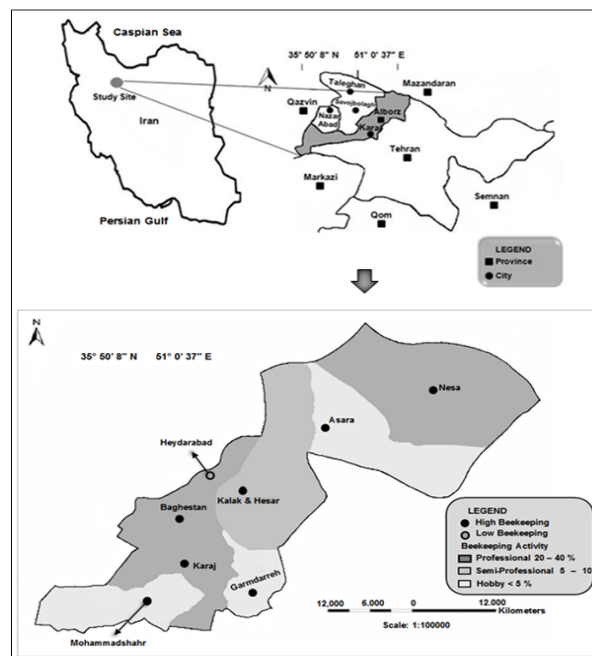 Caspian Sea
35 50 8" N 51 0 37" E
N
Study Site
Iran
Persian Gulf
Taleghan
Mazandaran
Savojbolagh
Qazvin
Nazar Abad
Alborz
Karaj
Tehran
Markazi
Semnan
Qom
LEGEND
Province
City
N
35° 50' 8" N 51° 0' 37" E
Nesa
Asara
Heydarabad
Kalak & Hesar
Baghestan
Karaj
Garmdarreh
Mohammadshahr
LEGEND
High Beekeeping
Low Beekeeping
Beekeeping Activity
Professional 20 – 40 %
Semi-Professional 5 – 10
Hobby < 5 %
12,000 6,000 0 12,000
Kilometers
Scale: 1:100000